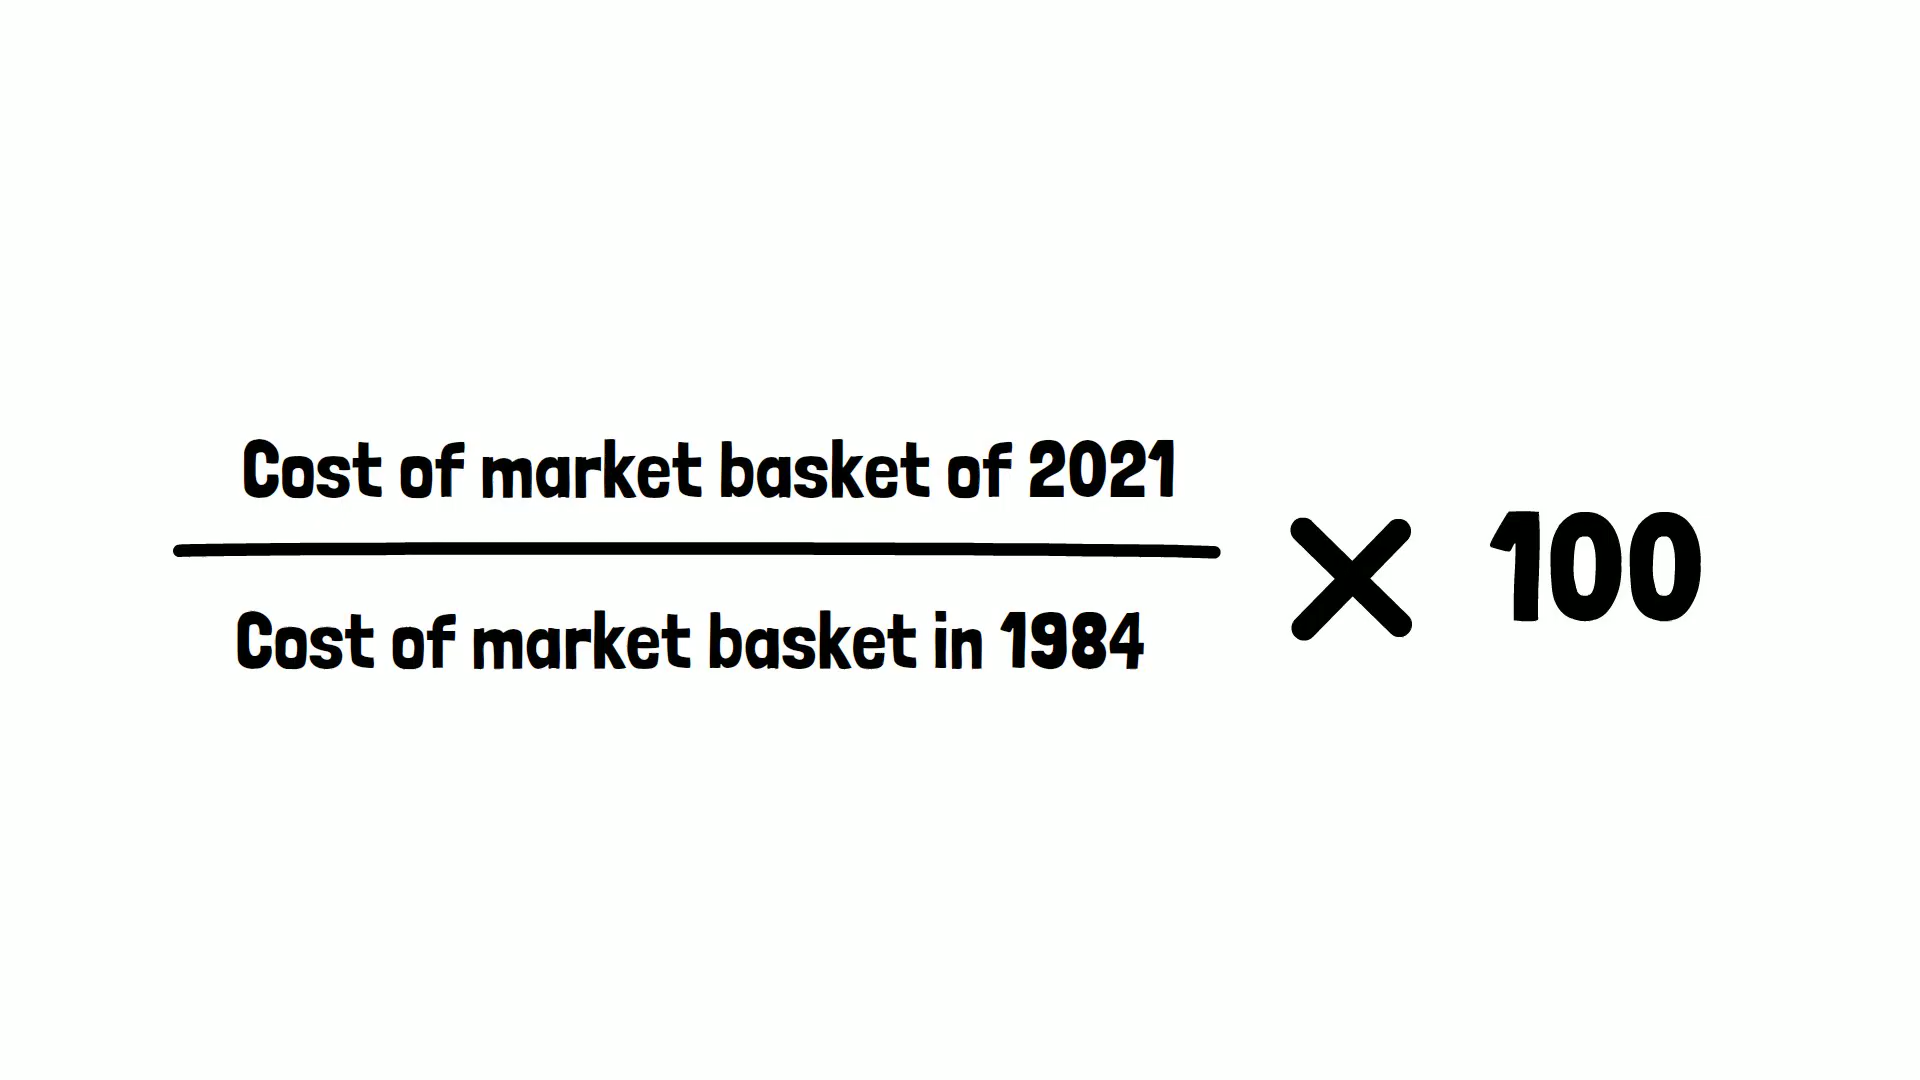 Cost of market basket of 2021
× 100
Cost of market basket in 1984